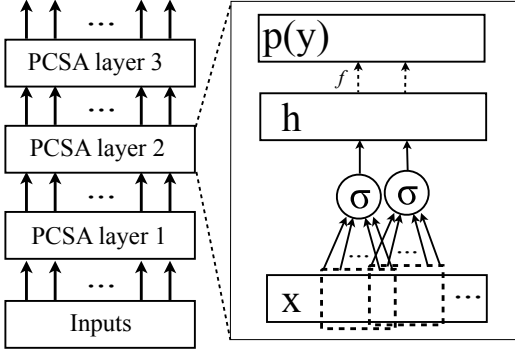 ...
PCSA layer 3
...
PCSA layer 2
...
PCSA layer 1
...
Inputs
p(y)
f
h
σ σ
... ...
x ...